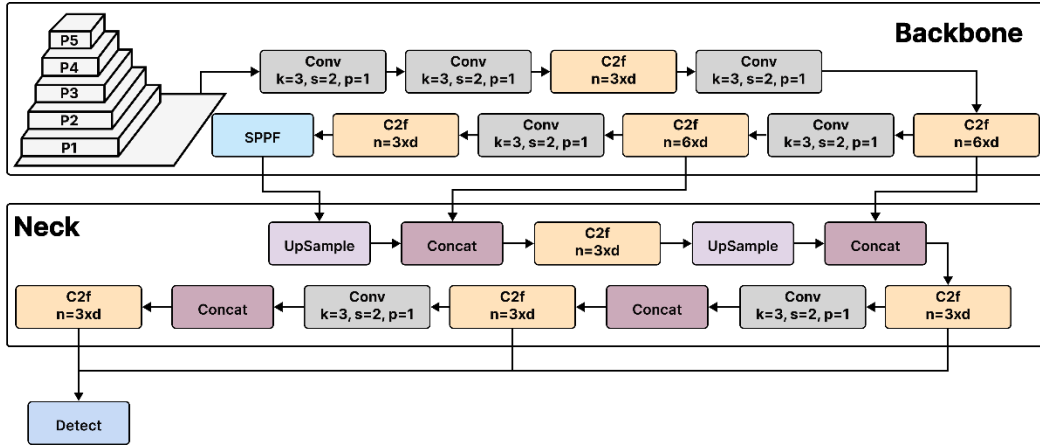 Backbone
P5
P4
P3
P2
P1
Conv
k=3, s=2, p=1
Conv
k=3, s=2, p=1
C2f
n=3xd
Conv
k=3, s=2, p=1
SPPF
C2f
n=3xd
Conv
k=3, s=2, p=1
C2f
n=6xd
Conv
k=3, s=2, p=1
C2f
n=6xd
Neck
UpSample
Concat
C2f
n=3xd
UpSample
Concat
C2f
n=3xd
Concat
Conv
k=3, s=2, p=1
C2f
n=3xd
Concat
Conv
k=3, s=2, p=1
C2f
n=3xd
Detect